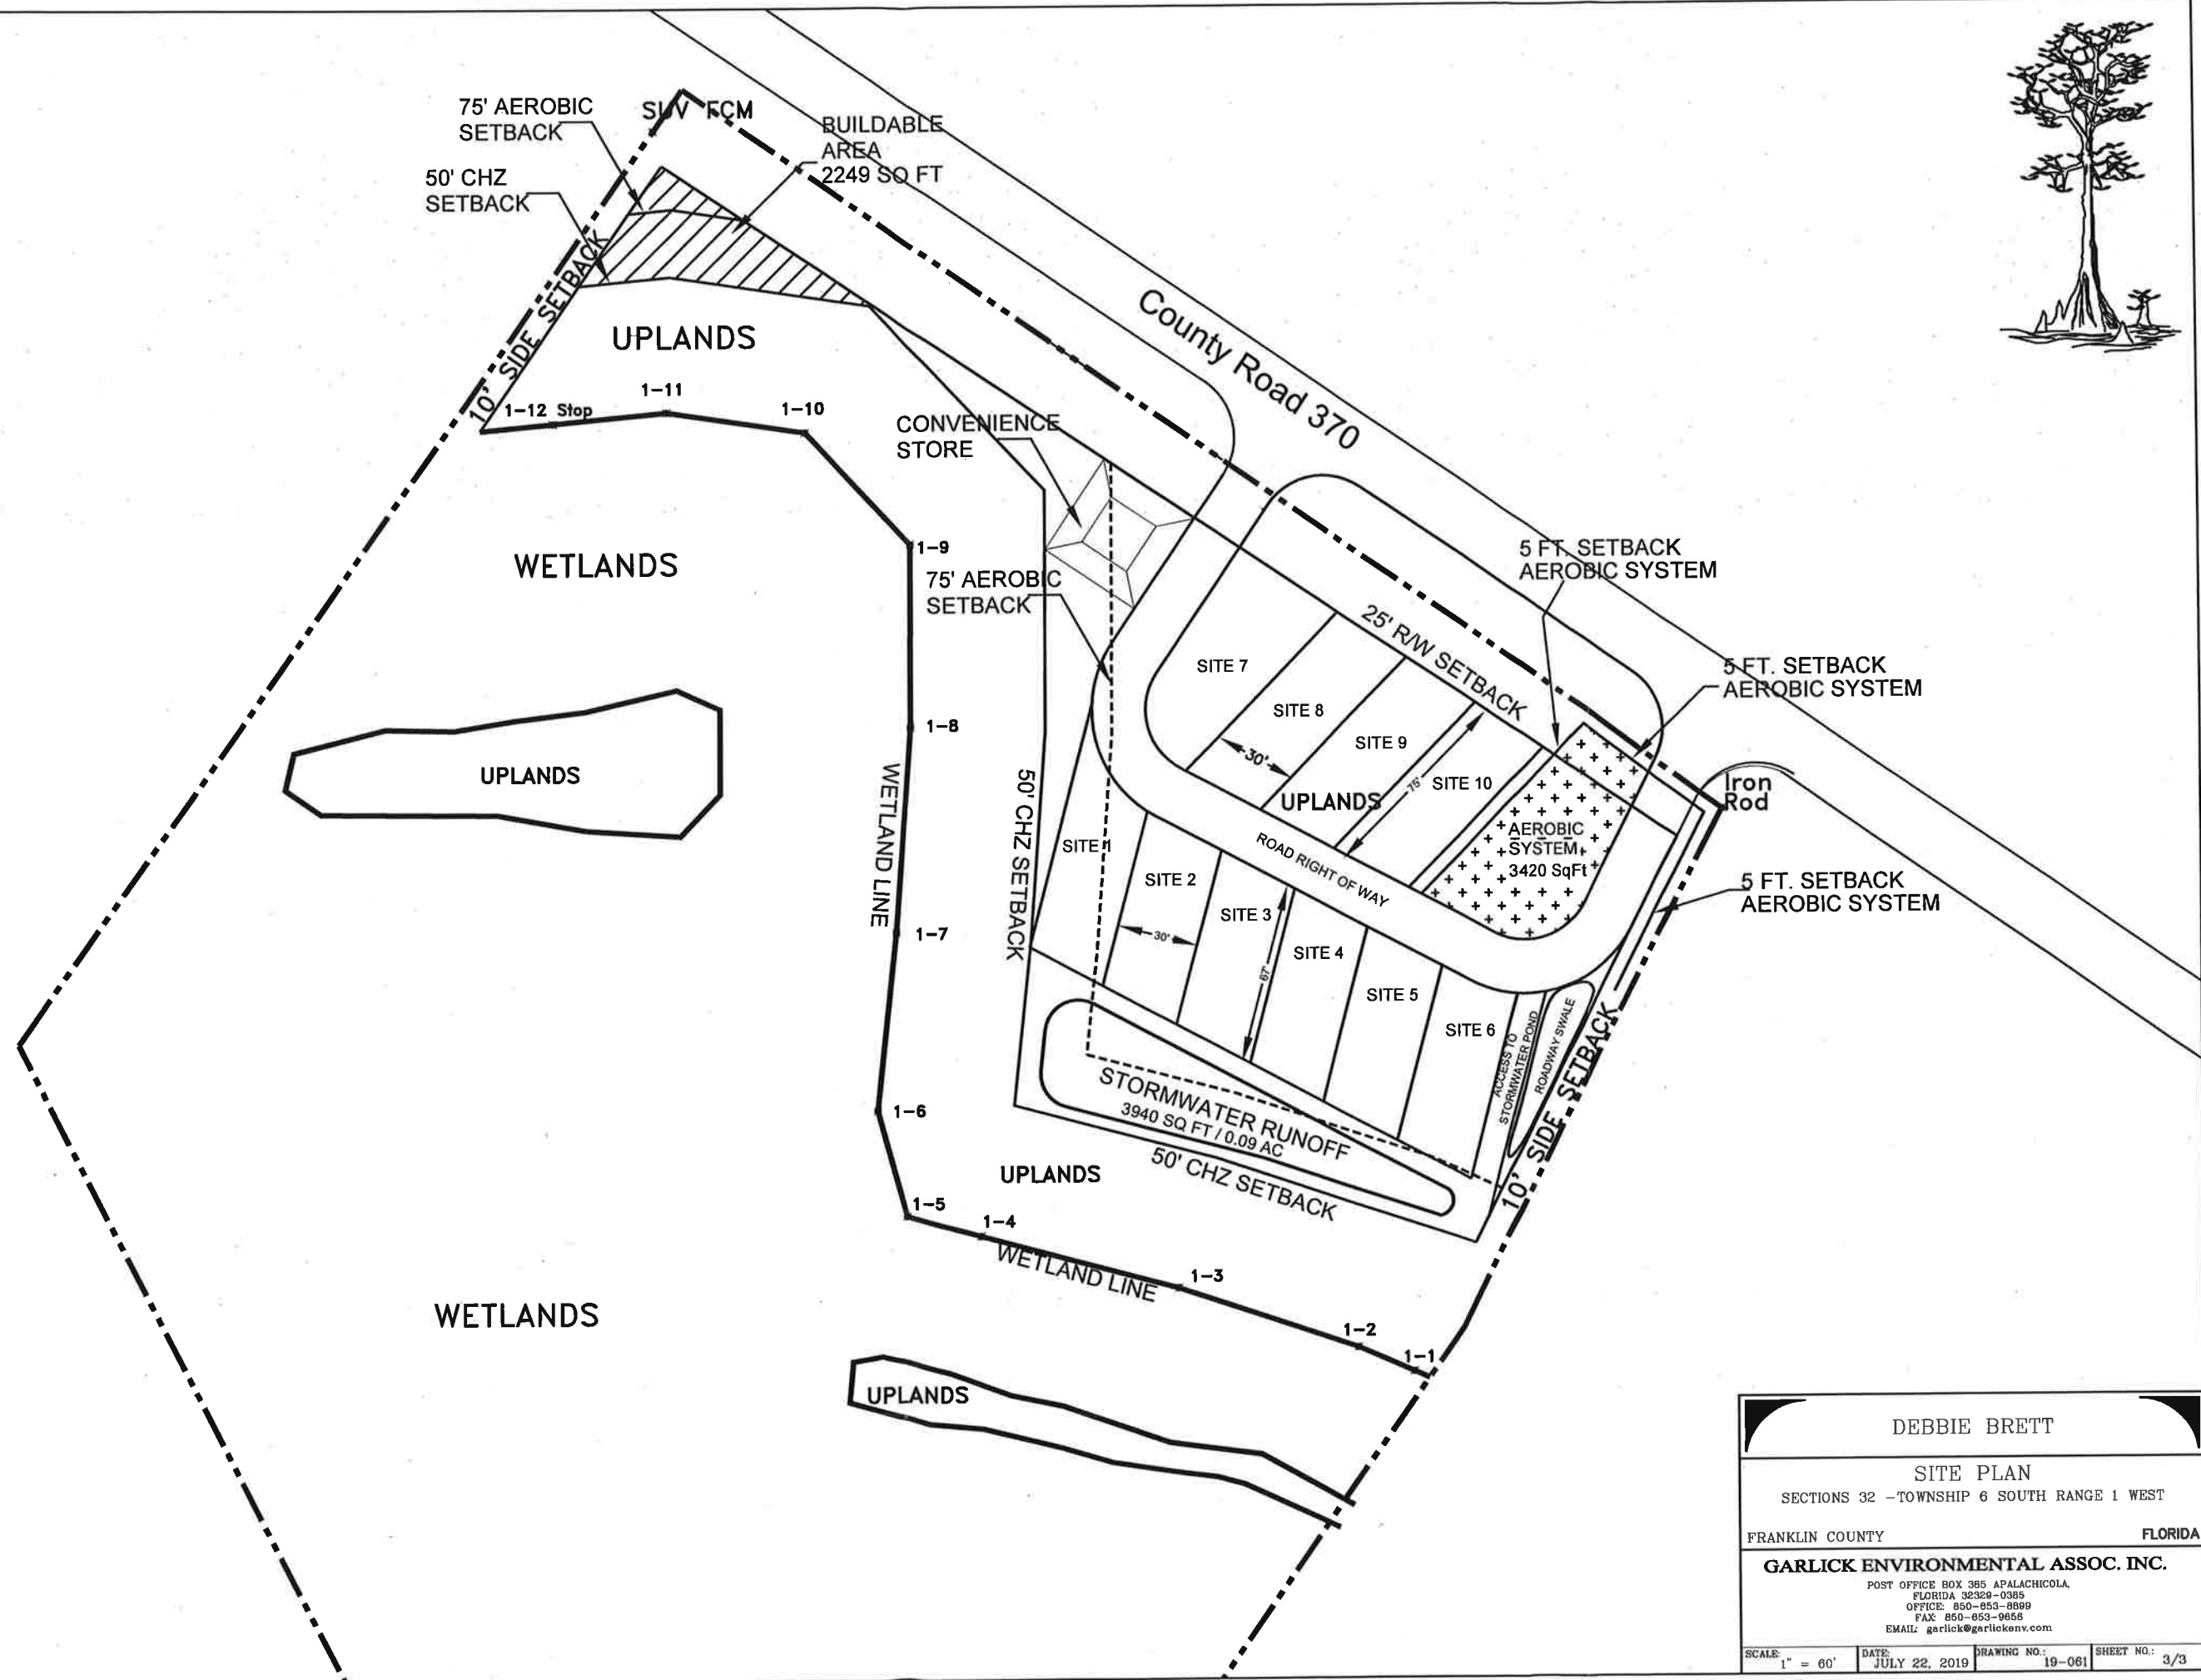 75' AEROBIC
SETBACK
SUV FCM
BUILDABLE
AREA
2249 SQ FT
50' CHZ
SETBACK
10' SIDE SETBACK
UPLANDS
County Road 370
1-12 Stop
1-11
1-10
CONVENIENCE
STORE
WETLANDS
1-9
75' AEROBIC
SETBACK
5 FT. SETBACK
AEROBIC SYSTEM
25' R/W SETBACK
5 FT. SETBACK
AEROBIC SYSTEM
SITE 7
SITE 8
SITE 9
SITE 10
30'
75'
UPLANDS
1-8
UPLANDS
Iron
Rod
WETLAND LINE
50' CHZ SETBACK
AEROBIC
SYSTEM
3420 SqFt
ROAD RIGHT OF WAY
5 FT. SETBACK
AEROBIC SYSTEM
SITE 1
SITE 2
SITE 3
SITE 4
SITE 5
SITE 6
30'
67'
1-7
ACCESS TO
STORMWATER POND
ROADWAY SWALE
10' SIDE SETBACK
1-6
STORMWATER RUNOFF
3940 SQ FT / 0.09 AC
50' CHZ SETBACK
UPLANDS
1-5
1-4
WETLAND LINE
1-3
1-2
1-1
WETLANDS
UPLANDS
DEBBIE BRETT
SITE PLAN
SECTIONS 32 -TOWNSHIP 6 SOUTH RANGE 1 WEST
FRANKLIN COUNTY FLORIDA
GARLICK ENVIRONMENTAL ASSOC. INC.
POST OFFICE BOX 385 APALACHICOLA,
FLORIDA 32329-0385
OFFICE: 850-653-8899
FAX: 850-653-9656
EMAIL: garlick@garlickenv.com
SCALE: 1" = 60'
DATE: JULY 22, 2019
DRAWING NO.: 19-061
SHEET NO.: 3/3